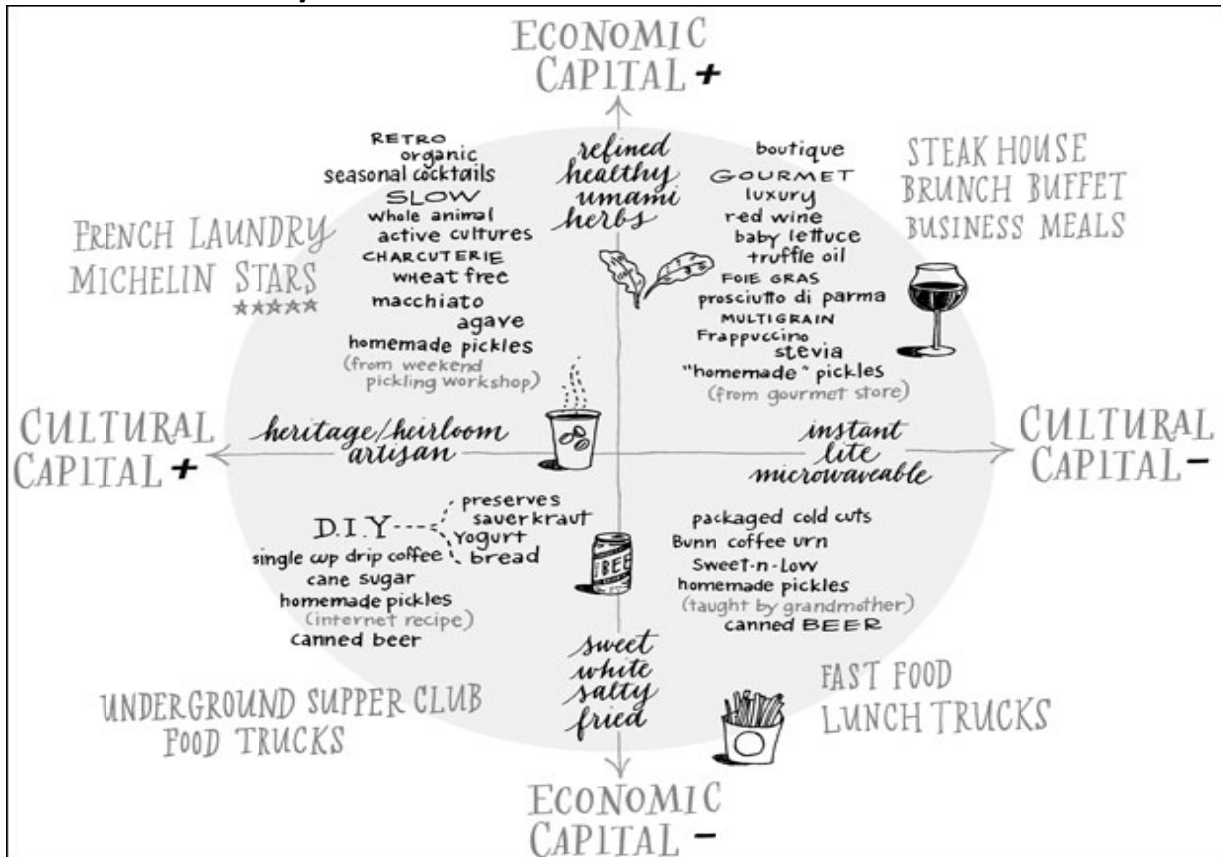 ECONOMIC
CAPITAL +
RETRO
organic
seasonal cocktails
SLOW
whole animal
active cultures
CHARCUTERIE
wheat free
macchiato
agave
homemade pickles
(from weekend
pickling workshop)
refined
healthy
umami
herbs
boutique
GOURMET
luxury
red wine
baby lettuce
truffle oil
FOIE GRAS
prosciutto di parma
MULTIGRAIN
Frappuccino
stevia
"homemade" pickles
(from gourmet store)
STEAK HOUSE
BRUNCH BUFFET
BUSINESS MEALS
FRENCH LAUNDRY
MICHELIN STARS
CULTURAL
CAPITAL +
heritage/heirloom
artisan
instant
lite
microwaveable
CULTURAL
CAPITAL -
D.I.Y
preserves
sauerkraut
yogurt
bread
single cup drip coffee
cane sugar
homemade pickles
(internet recipe)
canned beer
BEE
packaged cold cuts
Bunn coffee urn
Sweet-n-Low
homemade pickles
(taught by grandmother)
canned BEER
sweet
white
salty
fried
UNDERGROUND SUPPER CLUB
FOOD TRUCKS
FAST FOOD
LUNCH TRUCKS
ECONOMIC
CAPITAL -